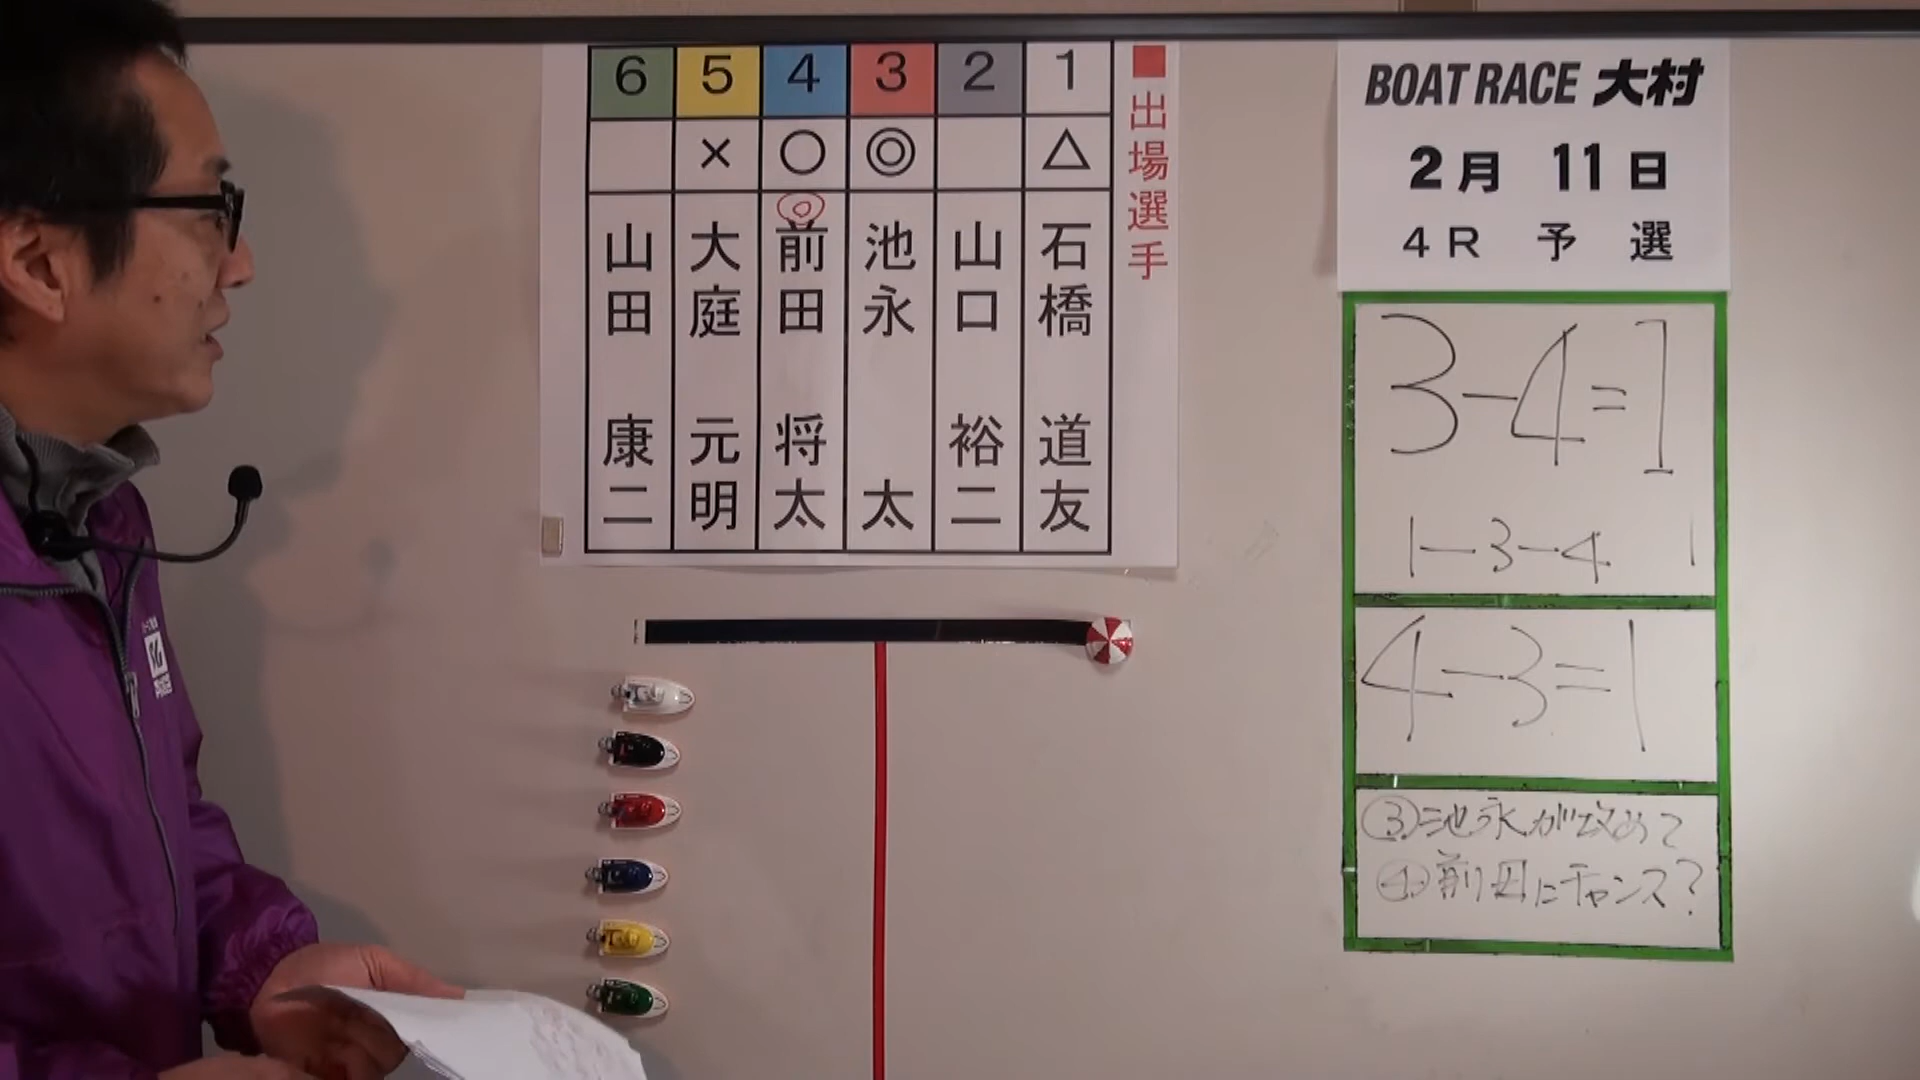 6 5 4 3 2 1
× ○ ◎ △
■出場選手
石橋 道友
山口 裕二
池永 太
前田 将太
大庭 元明
山田 康二
BOAT RACE 大村
2月 11日
4R 予 選
3-4=1
1-3-4
4-3=1
③池永が攻めて
④前田にチャンス?